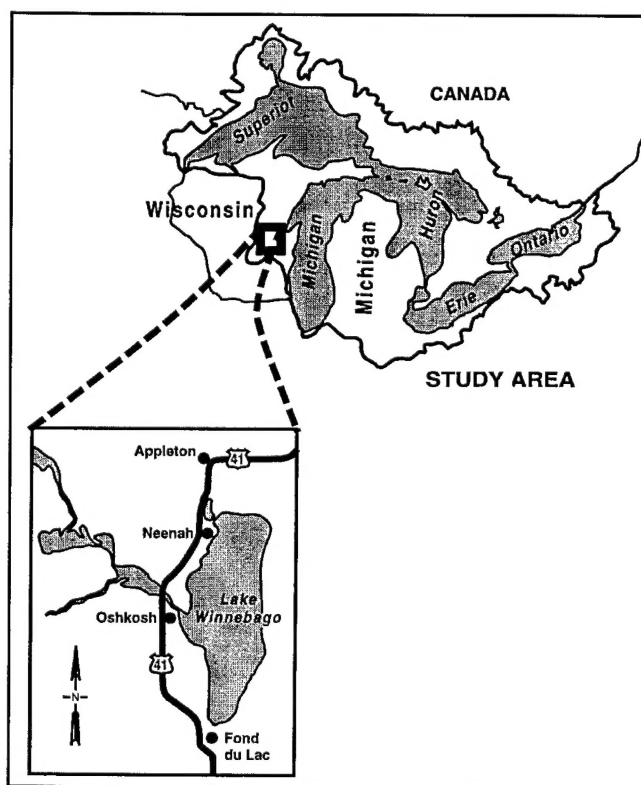 CANADA
Superior
Wisconsin
Michigan
Michigan
Huron
Ontario
Erie
STUDY AREA
Appleton
41
Neenah
Lake
Winnebago
Oshkosh
41
N
Fond
du Lac